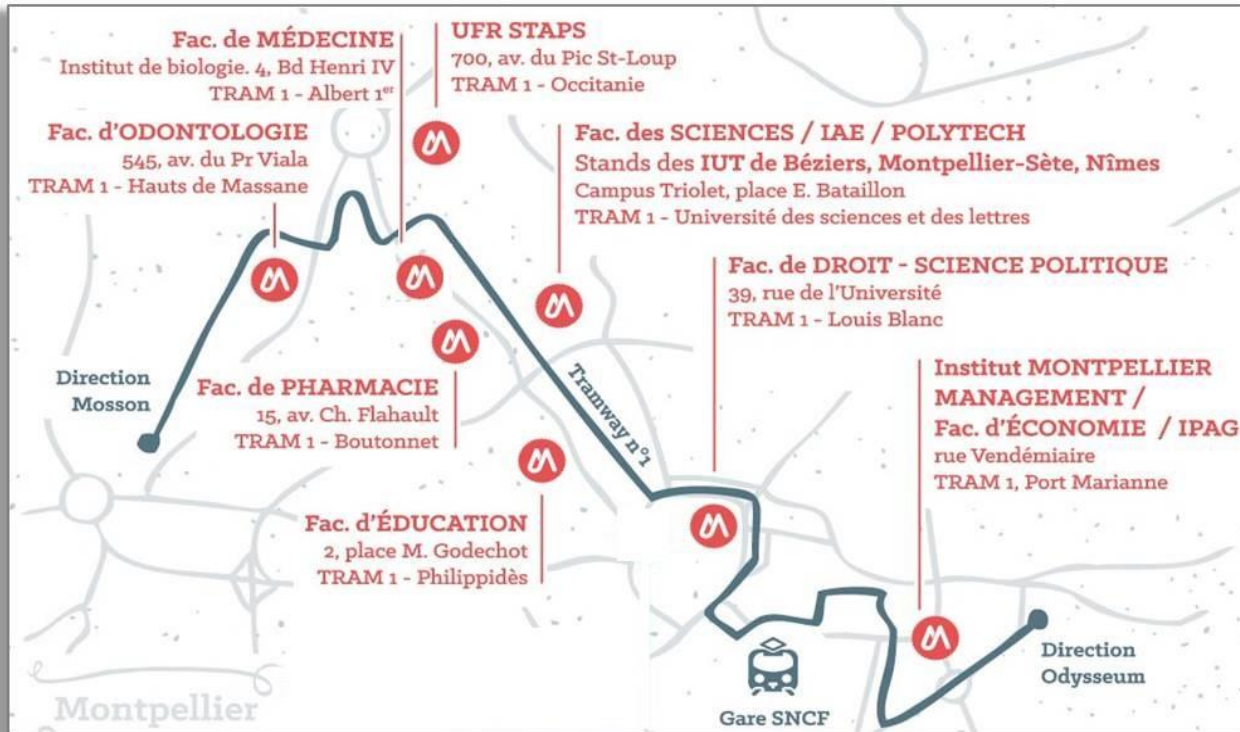 Fac. de MÉDECINE
Institut de biologie. 4, Bd Henri IV
TRAM 1 - Albert 1er
UFR STAPS
700, av. du Pic St-Loup
TRAM 1 - Occitanie
Fac. d'ODONTOLOGIE
545, av. du Pr Viala
TRAM 1 - Hauts de Massane
Fac. des SCIENCES / IAE / POLYTECH
Stands des IUT de Béziers, Montpellier-Sète, Nîmes
Campus Triolet, place E. Bataillon
TRAM 1 - Université des sciences et des lettres
Fac. de DROIT - SCIENCE POLITIQUE
39, rue de l'Université
TRAM 1 - Louis Blanc
Direction
Mosson
Fac. de PHARMACIE
15, av. Ch. Flahault
TRAM 1 - Boutonnet
Tramway n°1
Institut MONTPELLIER
MANAGEMENT /
Fac. d'ÉCONOMIE / IPAG
rue Vendémiaire
TRAM 1, Port Marianne
Fac. d'ÉDUCATION
2, place M. Godechot
TRAM 1 - Philippidès
Direction
Odysseum
Gare SNCF
Montpellier